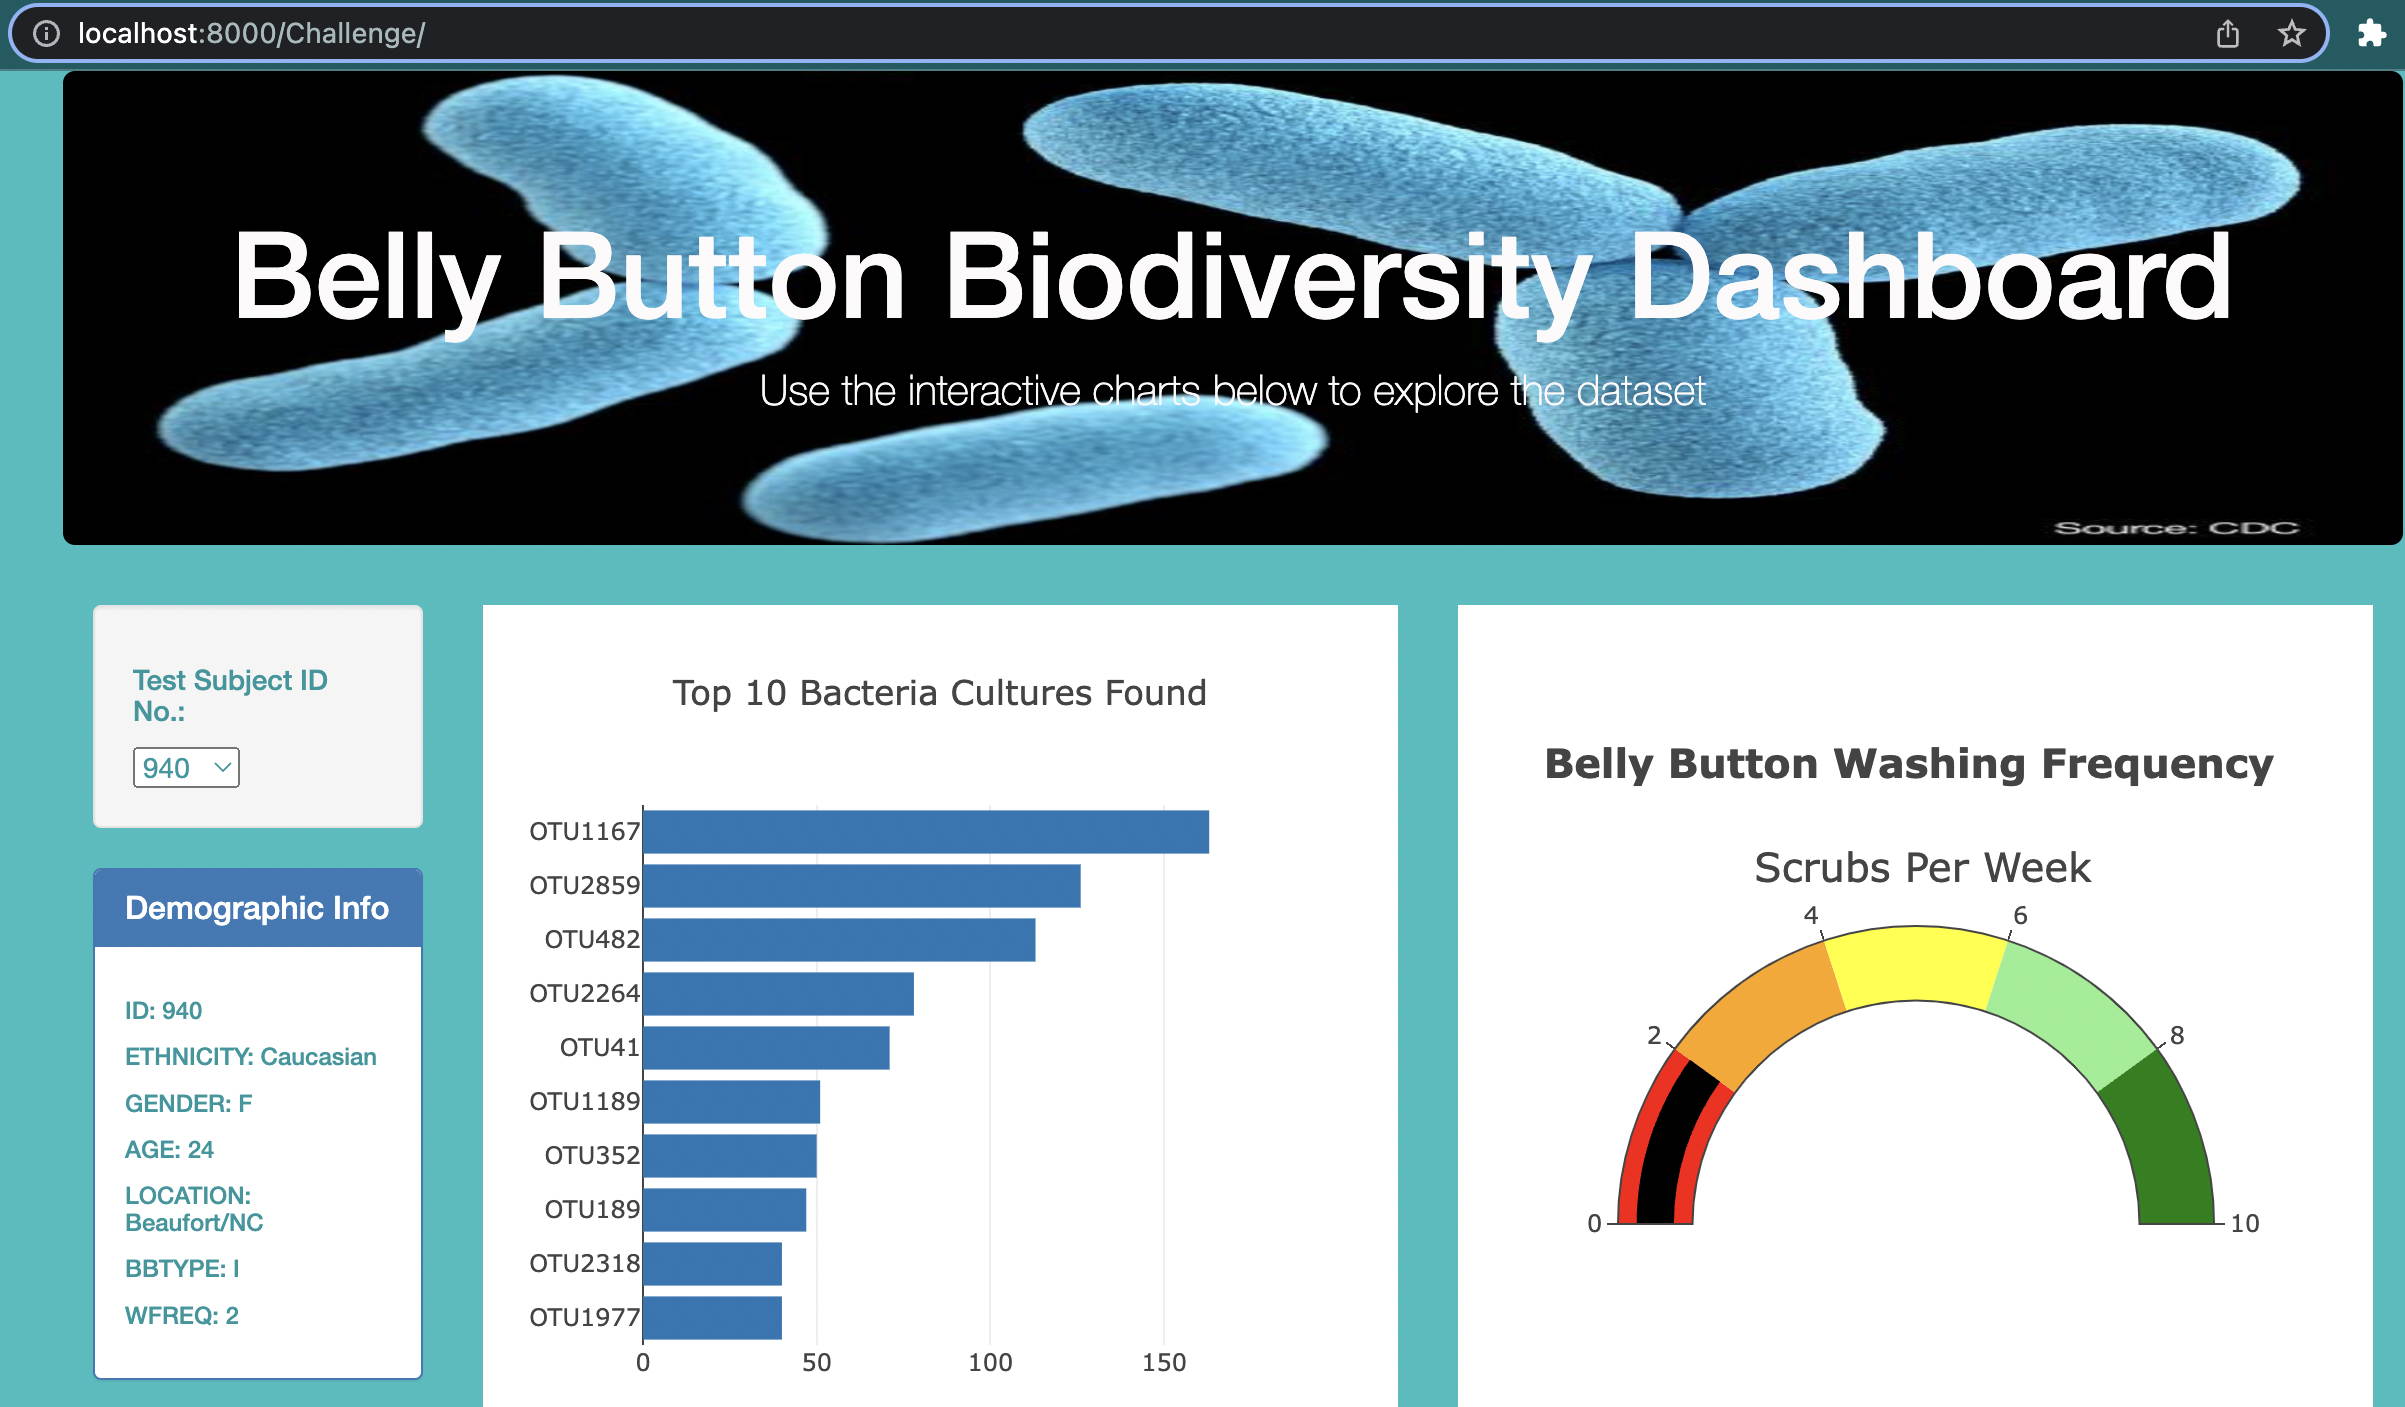 localhost:8000/Challenge/
Belly Button Biodiversity Dashboard
Use the interactive charts below to explore the dataset
Source: CDC
Test Subject ID
No.:
940
Demographic Info
ID: 940
ETHNICITY: Caucasian
GENDER: F
AGE: 24
LOCATION:
Beaufort/NC
BBTYPE: I
WFREQ: 2
Top 10 Bacteria Cultures Found
OTU1167
OTU2859
OTU482
OTU2264
OTU41
OTU1189
OTU352
OTU189
OTU2318
OTU1977
0 50 100 150
Belly Button Washing Frequency
Scrubs Per Week
4 6
2 8
0 10